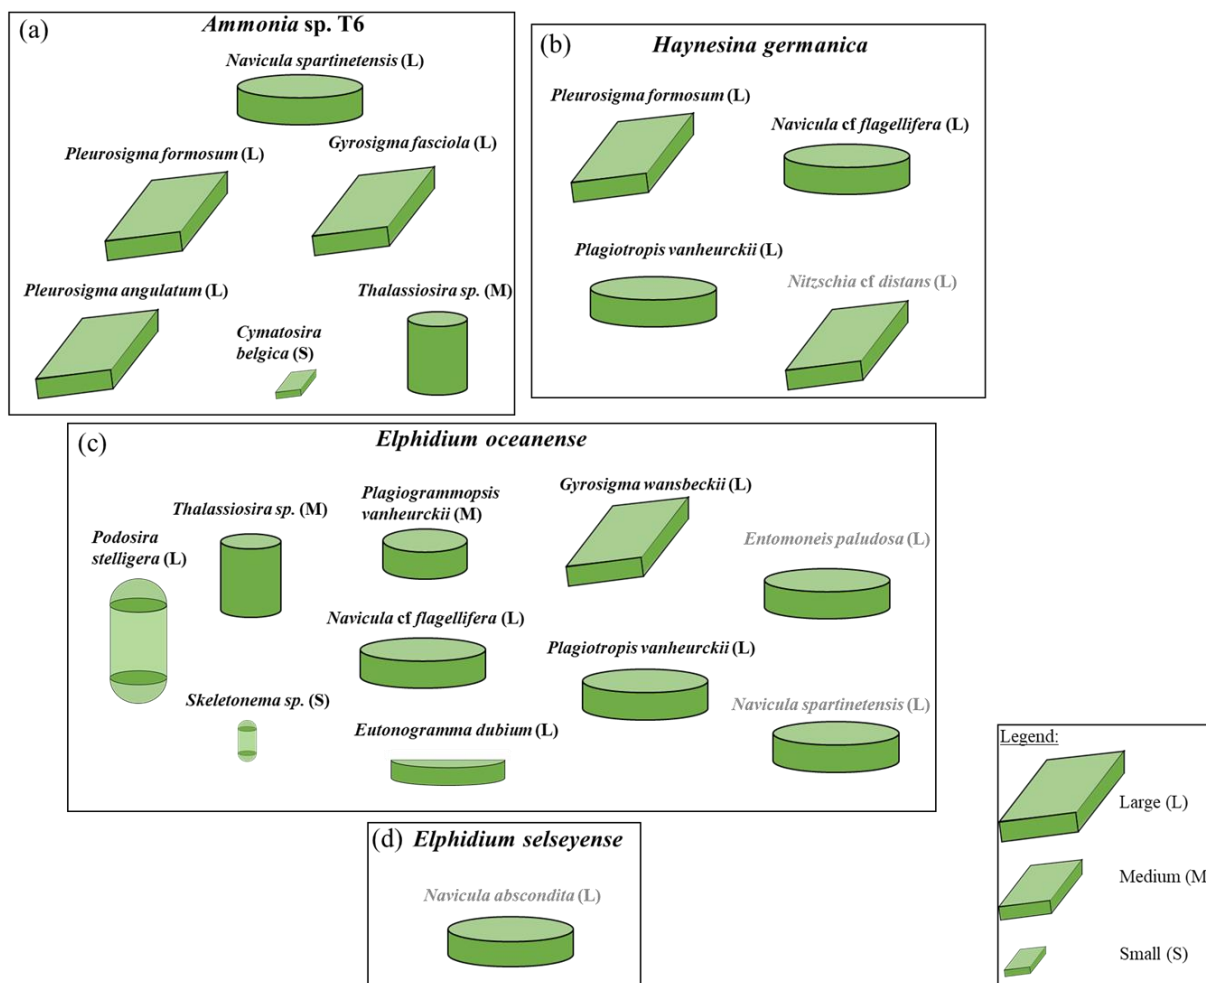 (a)
Ammonia sp. T6
Navicula spartinetensis (L)
Pleurosigma formosum (L)
Gyrosigma fasciola (L)
Pleurosigma angulatum (L)
Cymatosira
belgica (S)
Thalassiosira sp. (M)
(b)
Haynesina germanica
Pleurosigma formosum (L)
Navicula cf flagellifera (L)
Plagiotropis vanheurckii (L)
Nitzschia cf distans (L)
(c)
Elphidium oceanense
Podosira
stelligera (L)
Thalassiosira sp. (M)
Plagiogrammopsis
vanheurckii (M)
Gyrosigma wansbeckii (L)
Entomoneis paludosa (L)
Navicula cf flagellifera (L)
Plagiotropis vanheurckii (L)
Skeletonema sp. (S)
Eutonogramma dubium (L)
Navicula spartinetensis (L)
(d)
Elphidium selseyense
Navicula abscondita (L)
Legend:
Large (L)
Medium (M
Small (S)